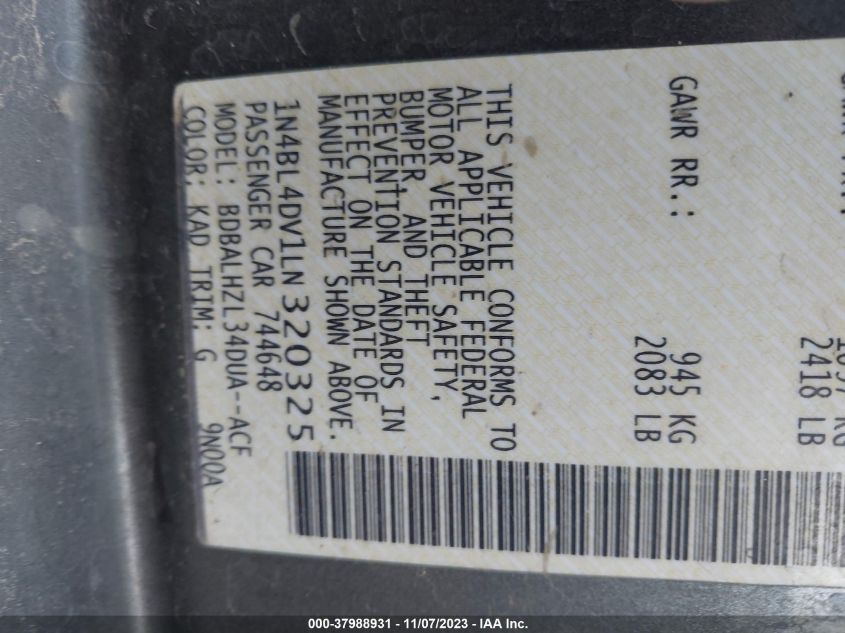 2418 LB
GAWR RR.: 945 KG
2083 LB
THIS VEHICLE CONFORMS TO
ALL APPLICABLE FEDERAL
MOTOR VEHICLE SAFETY,
BUMPER, AND THEFT
PREVENTION STANDARDS IN
EFFECT ON THE DATE OF
MANUFACTURE SHOWN ABOVE.
1N4BL4DV1LN320325
PASSENGER CAR 744648
MODEL: BDBALHZL34DUA--ACF
COLOR: KAD TRIM: G 9N00A
000-37988931 - 11/07/2023 - IAA Inc.